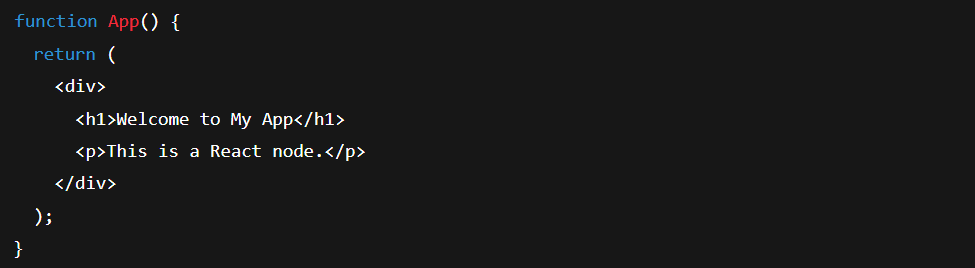 function App() {
  return (
    <div>
      <h1>Welcome to My App</h1>
      <p>This is a React node.</p>
    </div>
  );
}